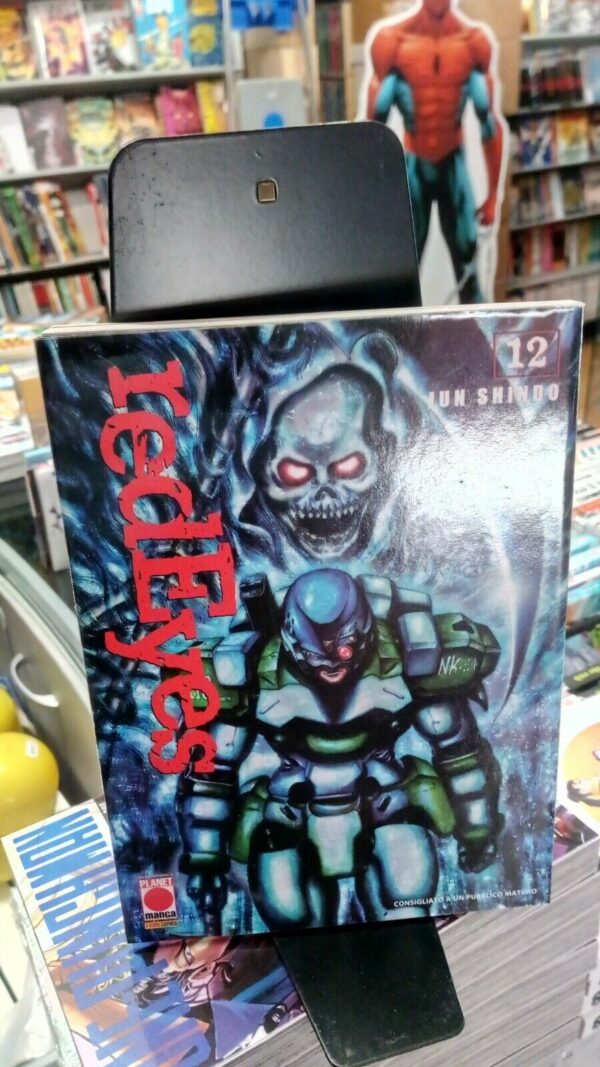 12
JUN SHINDO
redEyes
NK
PLANET
manga
CONSIGLIATO A UN PUBBLICO MATURO